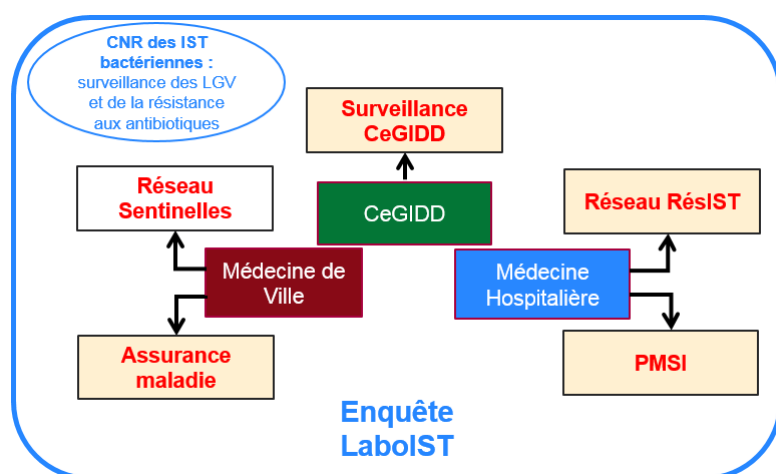 CNR des IST
bactériennes :
surveillance des LGV
et de la résistance
aux antibiotiques
Surveillance
CeGIDD
Réseau
Sentinelles
CeGIDD
Réseau RésIST
Médecine de
Ville
Médecine
Hospitalière
Assurance
maladie
PMSI
Enquête
LaboIST